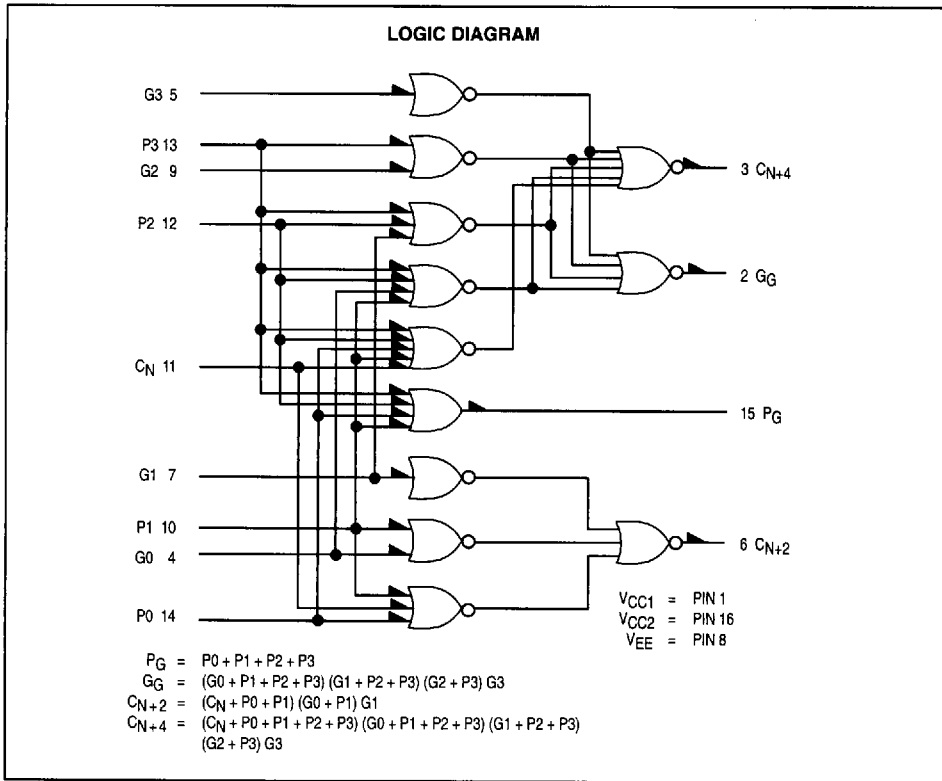 LOGIC DIAGRAM
G3 5
P3 13
G2 9
P2 12
CN 11
G1 7
P1 10
G0 4
P0 14
3 CN+4
2 GG
15 PG
6 CN+2
VCC1 = PIN 1
VCC2 = PIN 16
VEE = PIN 8
PG = P0 + P1 + P2 + P3
GG = (G0 + P1 + P2 + P3) (G1 + P2 + P3) (G2 + P3) G3
CN+2 = (CN + P0 + P1) (G0 + P1) G1
CN+4 = (CN + P0 + P1 + P2 + P3) (G0 + P1 + P2 + P3) (G1 + P2 + P3)
(G2 + P3) G3